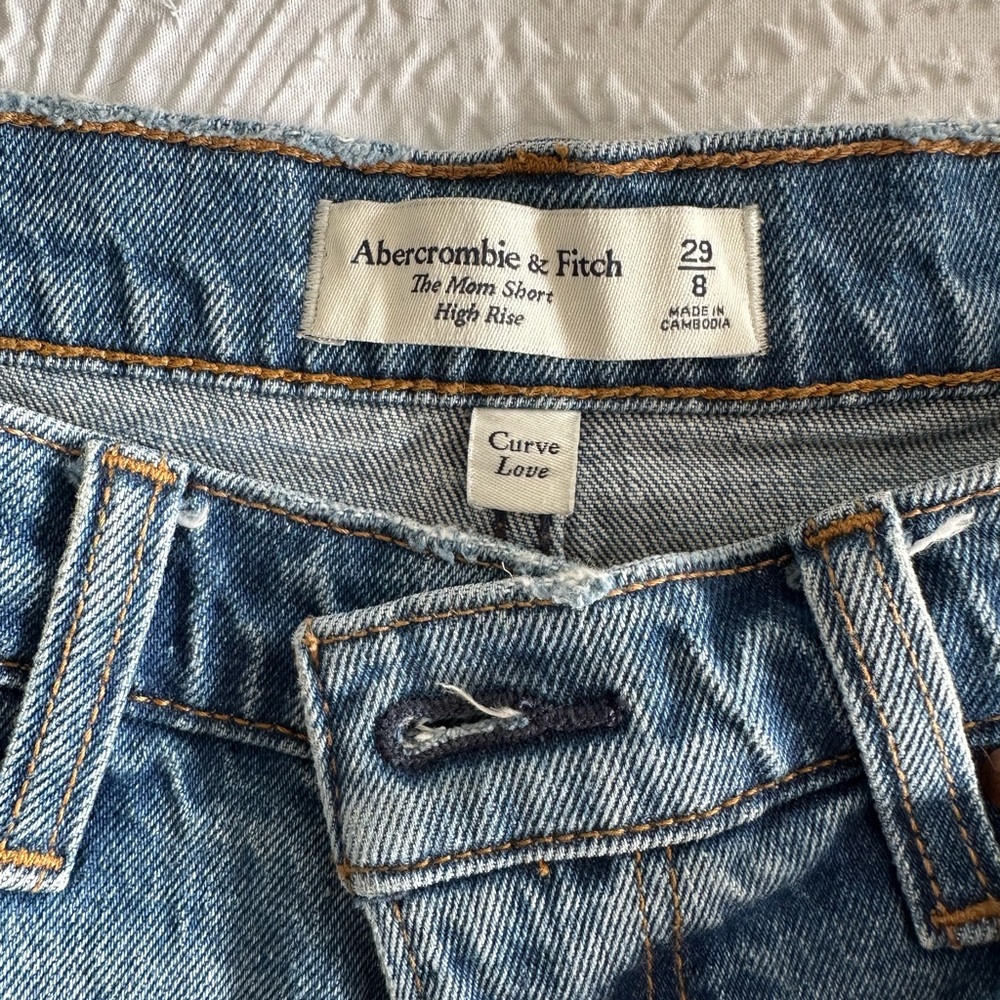 Abercrombie & Fitch
The Mom Short
High Rise
29
8
MADE IN
CAMBODIA
Curve
Love